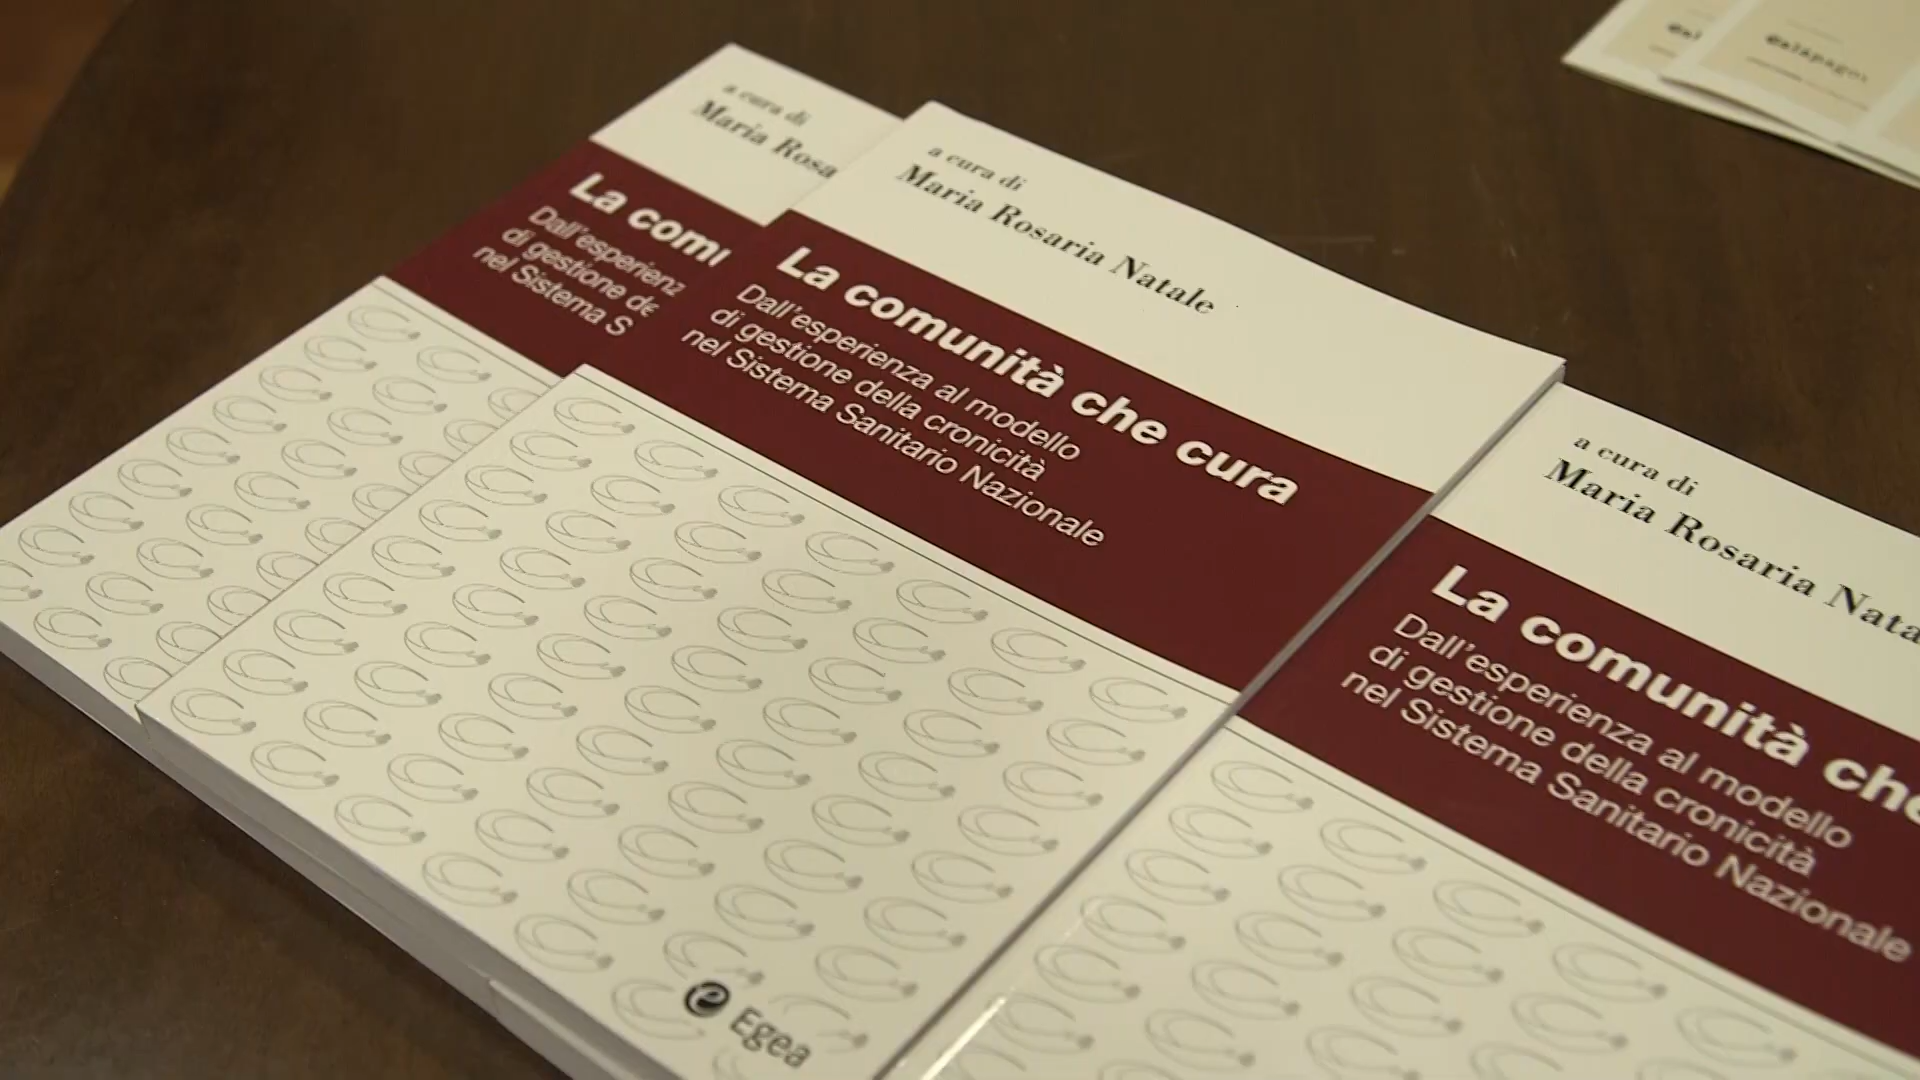 a cura di
Maria Rosa
La com
Dall'esperienz
di gestione de
nel Sistema S
a cura di
Maria Rosaria Natale
La comunità che cura
Dall'esperienza al modello
di gestione della cronicità
nel Sistema Sanitario Nazionale
e Egea
a cura di
Maria Rosaria Nata
La comunità che
Dall'esperienza al modello
di gestione della cronicità
nel Sistema Sanitario Nazionale